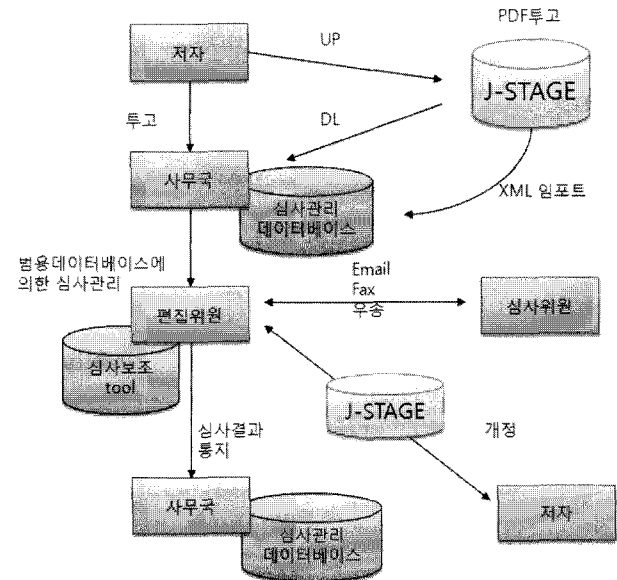 PDF투고
저자
UP
J-STAGE
투고
DL
사무국
XML 임포트
심사관리
데이터베이스
범용데이터베이스에
의한 심사관리
Email
Fax
우송
편집위원
심사위원
심사보조
tool
J-STAGE
개정
심사결과
통지
사무국
저자
심사관리
데이터베이스